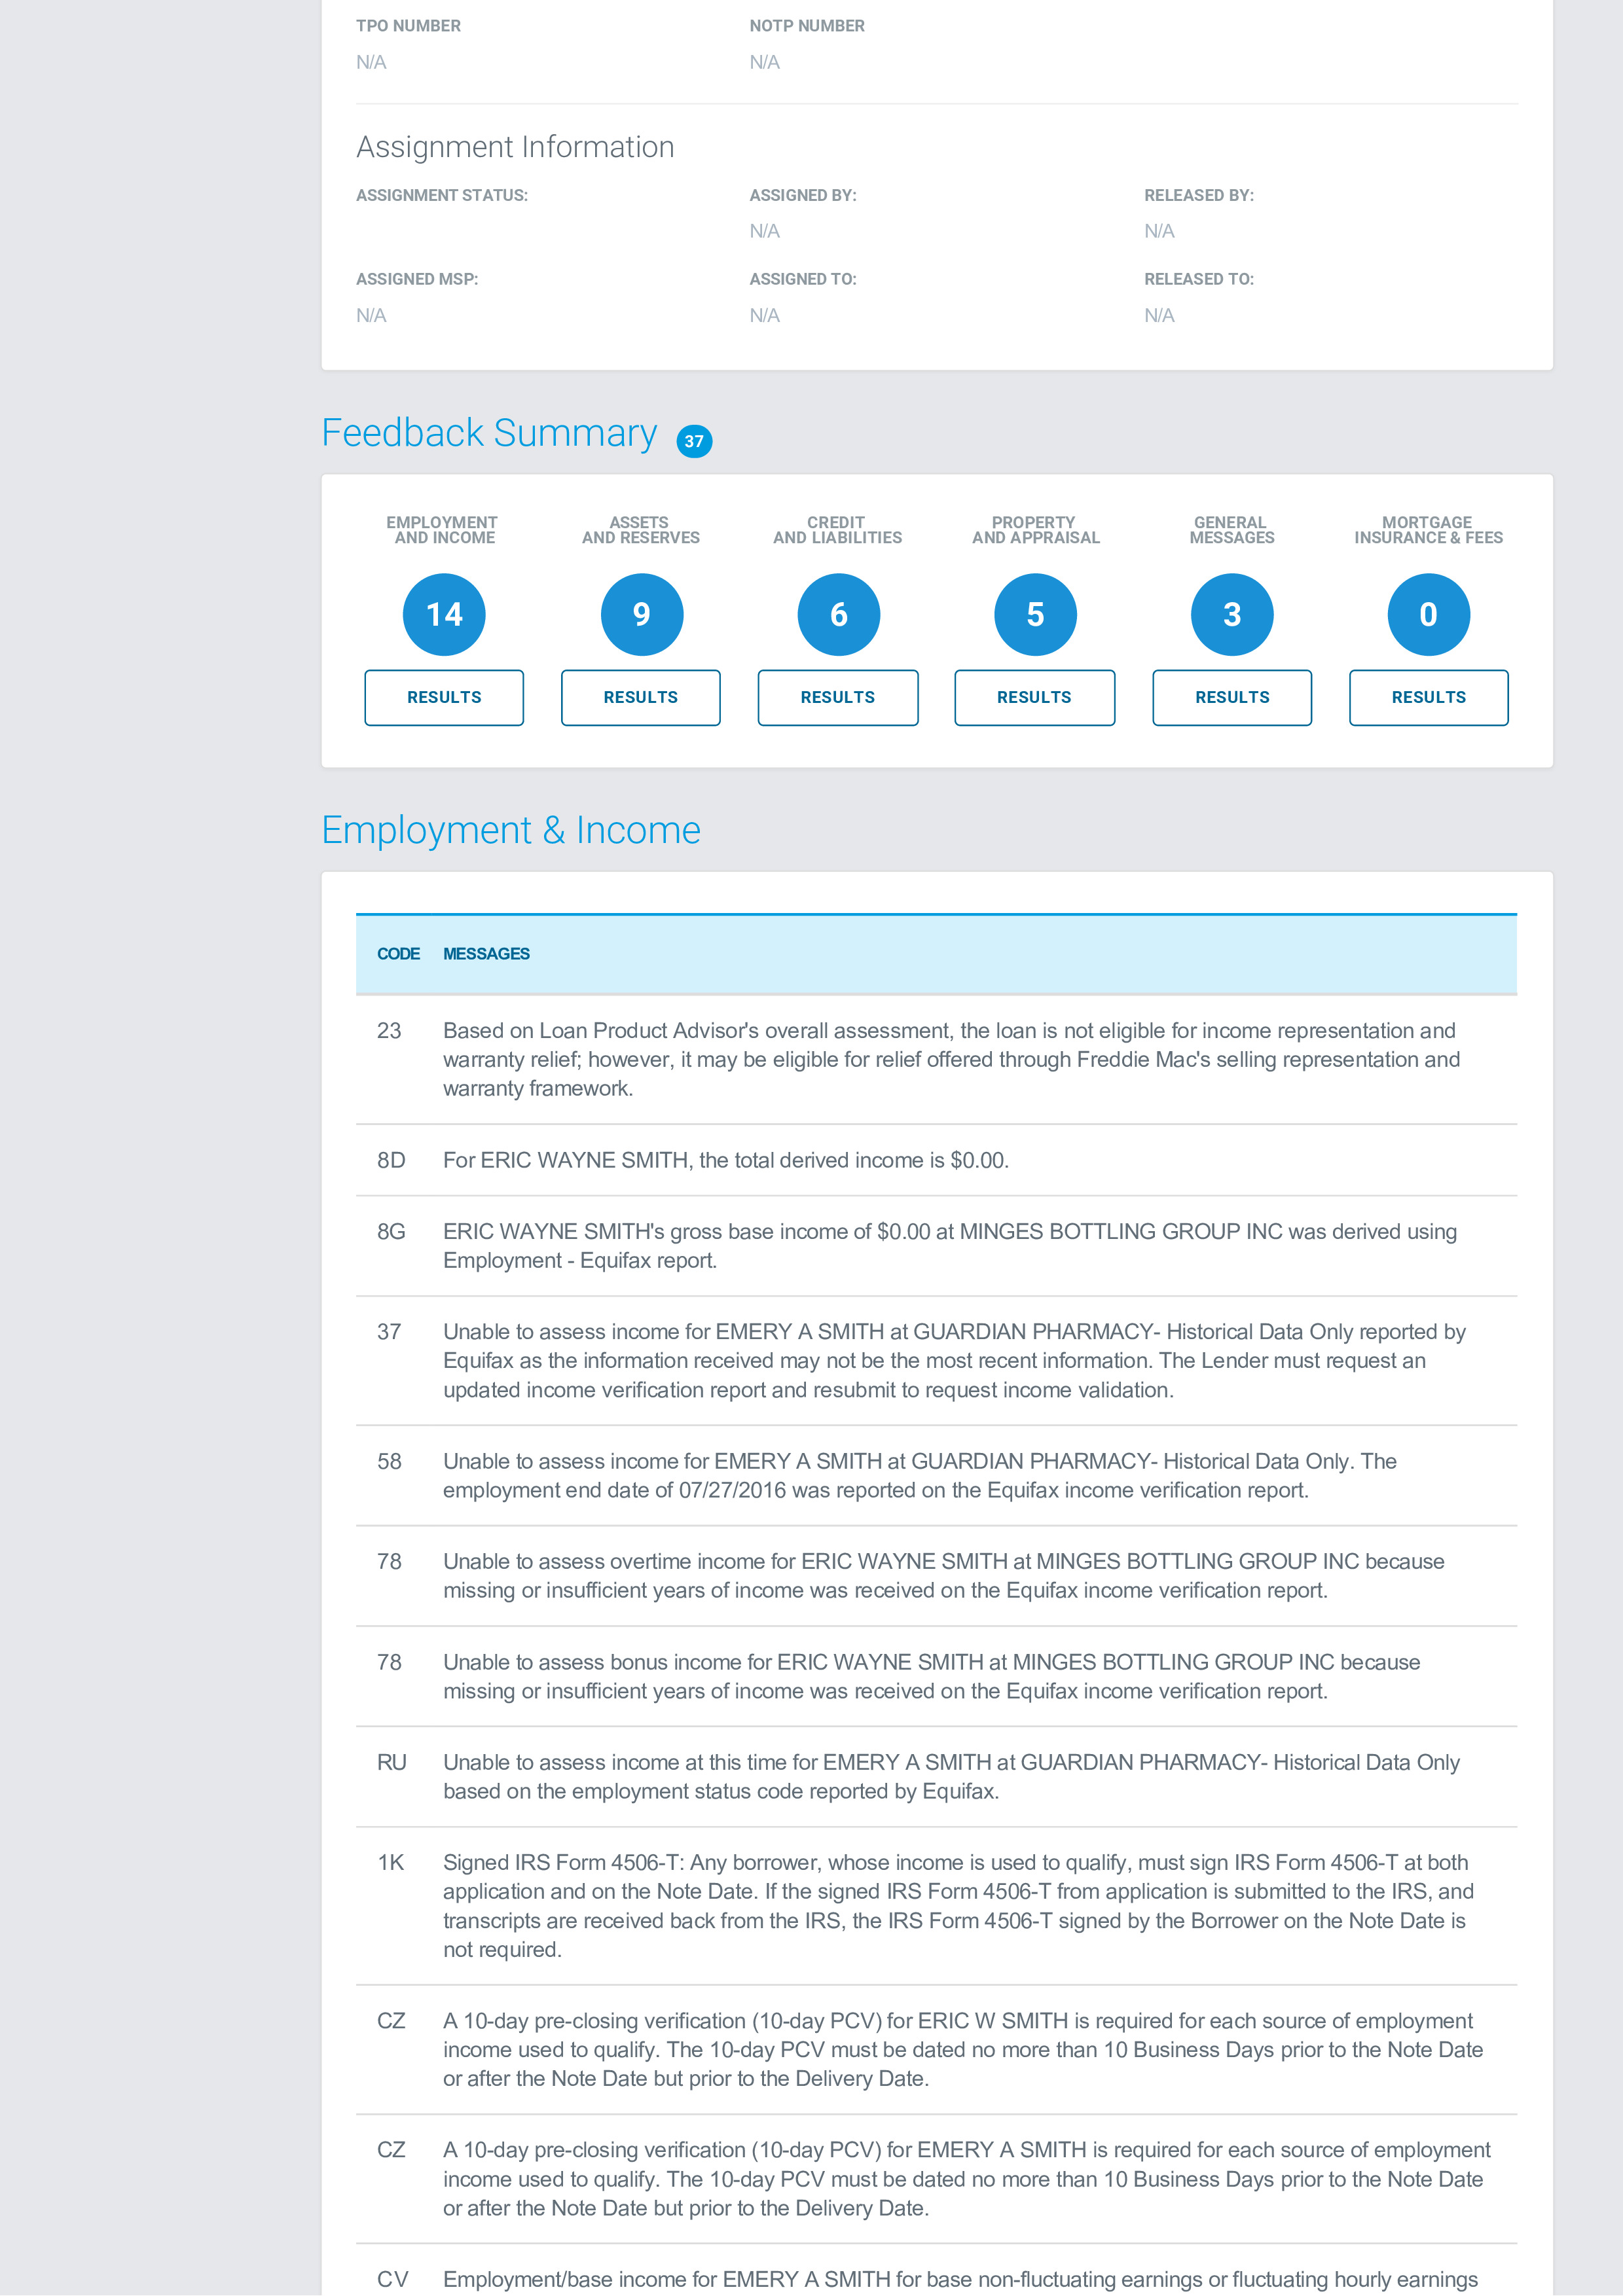 TPO NUMBER NOTP NUMBER
N/A N/A
Assignment Information
ASSIGNMENT STATUS: ASSIGNED BY: RELEASED BY:
N/A N/A
ASSIGNED MSP: ASSIGNED TO: RELEASED TO:
N/A N/A N/A
Feedback Summary 37
EMPLOYMENT AND INCOME
ASSETS AND RESERVES
CREDIT AND LIABILITIES
PROPERTY AND APPRAISAL
GENERAL MESSAGES
MORTGAGE INSURANCE & FEES
14 9 6 5 3 0
RESULTS RESULTS RESULTS RESULTS RESULTS RESULTS
Employment & Income
CODE MESSAGES
23 Based on Loan Product Advisor's overall assessment, the loan is not eligible for income representation and
warranty relief; however, it may be eligible for relief offered through Freddie Mac's selling representation and
warranty framework.
8D For ERIC WAYNE SMITH, the total derived income is $0.00.
8G ERIC WAYNE SMITH's gross base income of $0.00 at MINGES BOTTLING GROUP INC was derived using
Employment - Equifax report.
37 Unable to assess income for EMERY A SMITH at GUARDIAN PHARMACY- Historical Data Only reported by
Equifax as the information received may not be the most recent information. The Lender must request an
updated income verification report and resubmit to request income validation.
58 Unable to assess income for EMERY A SMITH at GUARDIAN PHARMACY- Historical Data Only. The
employment end date of 07/27/2016 was reported on the Equifax income verification report.
78 Unable to assess overtime income for ERIC WAYNE SMITH at MINGES BOTTLING GROUP INC because
missing or insufficient years of income was received on the Equifax income verification report.
78 Unable to assess bonus income for ERIC WAYNE SMITH at MINGES BOTTLING GROUP INC because
missing or insufficient years of income was received on the Equifax income verification report.
RU Unable to assess income at this time for EMERY A SMITH at GUARDIAN PHARMACY- Historical Data Only
based on the employment status code reported by Equifax.
1K Signed IRS Form 4506-T: Any borrower, whose income is used to qualify, must sign IRS Form 4506-T at both
application and on the Note Date. If the signed IRS Form 4506-T from application is submitted to the IRS, and
transcripts are received back from the IRS, the IRS Form 4506-T signed by the Borrower on the Note Date is
not required.
CZ A 10-day pre-closing verification (10-day PCV) for ERIC W SMITH is required for each source of employment
income used to qualify. The 10-day PCV must be dated no more than 10 Business Days prior to the Note Date
or after the Note Date but prior to the Delivery Date.
CZ A 10-day pre-closing verification (10-day PCV) for EMERY A SMITH is required for each source of employment
income used to qualify. The 10-day PCV must be dated no more than 10 Business Days prior to the Note Date
or after the Note Date but prior to the Delivery Date.
CV Employment/base income for EMERY A SMITH for base non-fluctuating earnings or fluctuating hourly earnings